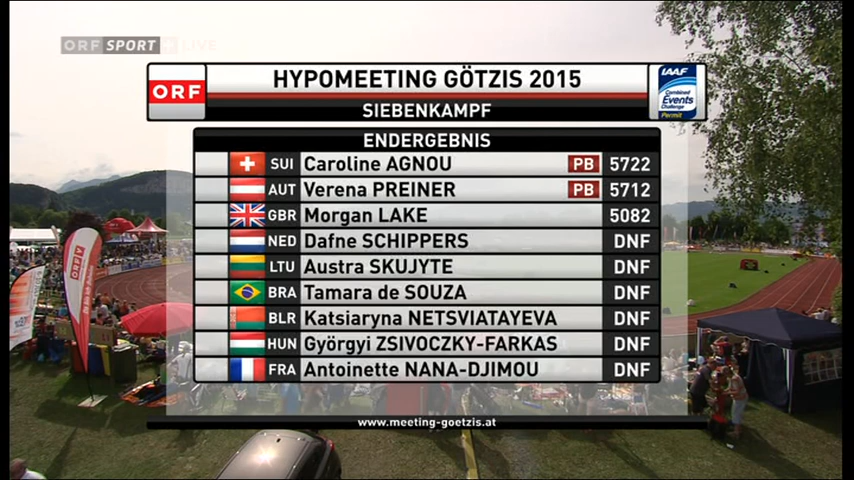 ORF SPORT+ LIVE
ORF
HYPOMEETING GÖTZIS 2015
SIEBENKAMPF
IAAF
Combined
Events
Challenge
Permit
ENDERGEBNIS
SUI Caroline AGNOU PB 5722
AUT Verena PREINER PB 5712
GBR Morgan LAKE 5082
NED Dafne SCHIPPERS DNF
LTU Austra SKUJYTE DNF
BRA Tamara de SOUZA DNF
BLR Katsiaryna NETSVIATAYEVA DNF
HUN Györgyi ZSIVOCZKY-FARKAS DNF
FRA Antoinette NANA-DJIMOU DNF
www.meeting-goetzis.at
ORF V